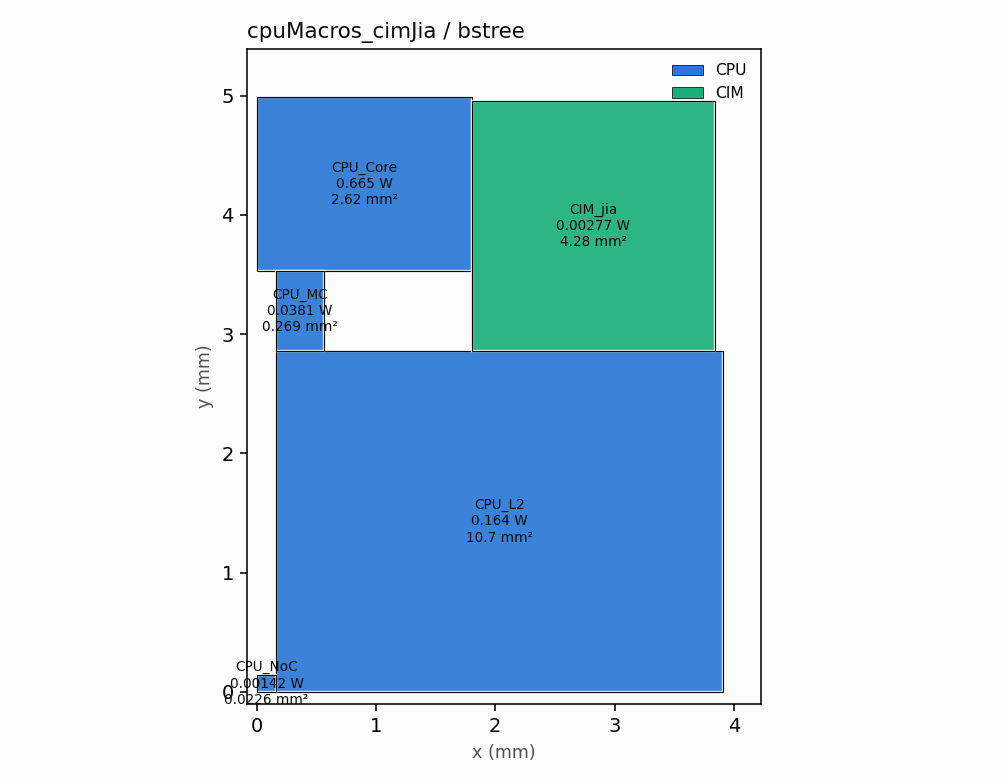 cpuMacros_cimJia / bstree
CPU
CIM
5
4
3
2
1
0
y (mm)
CPU_Core
0.665 W
2.62 mm²
CIM_jia
0.00277 W
4.28 mm²
CPU_MC
0.0381 W
0.269 mm²
CPU_L2
0.164 W
10.7 mm²
CPU_NoC
0.00142 W
0.0226 mm²
0 1 2 3 4
x (mm)